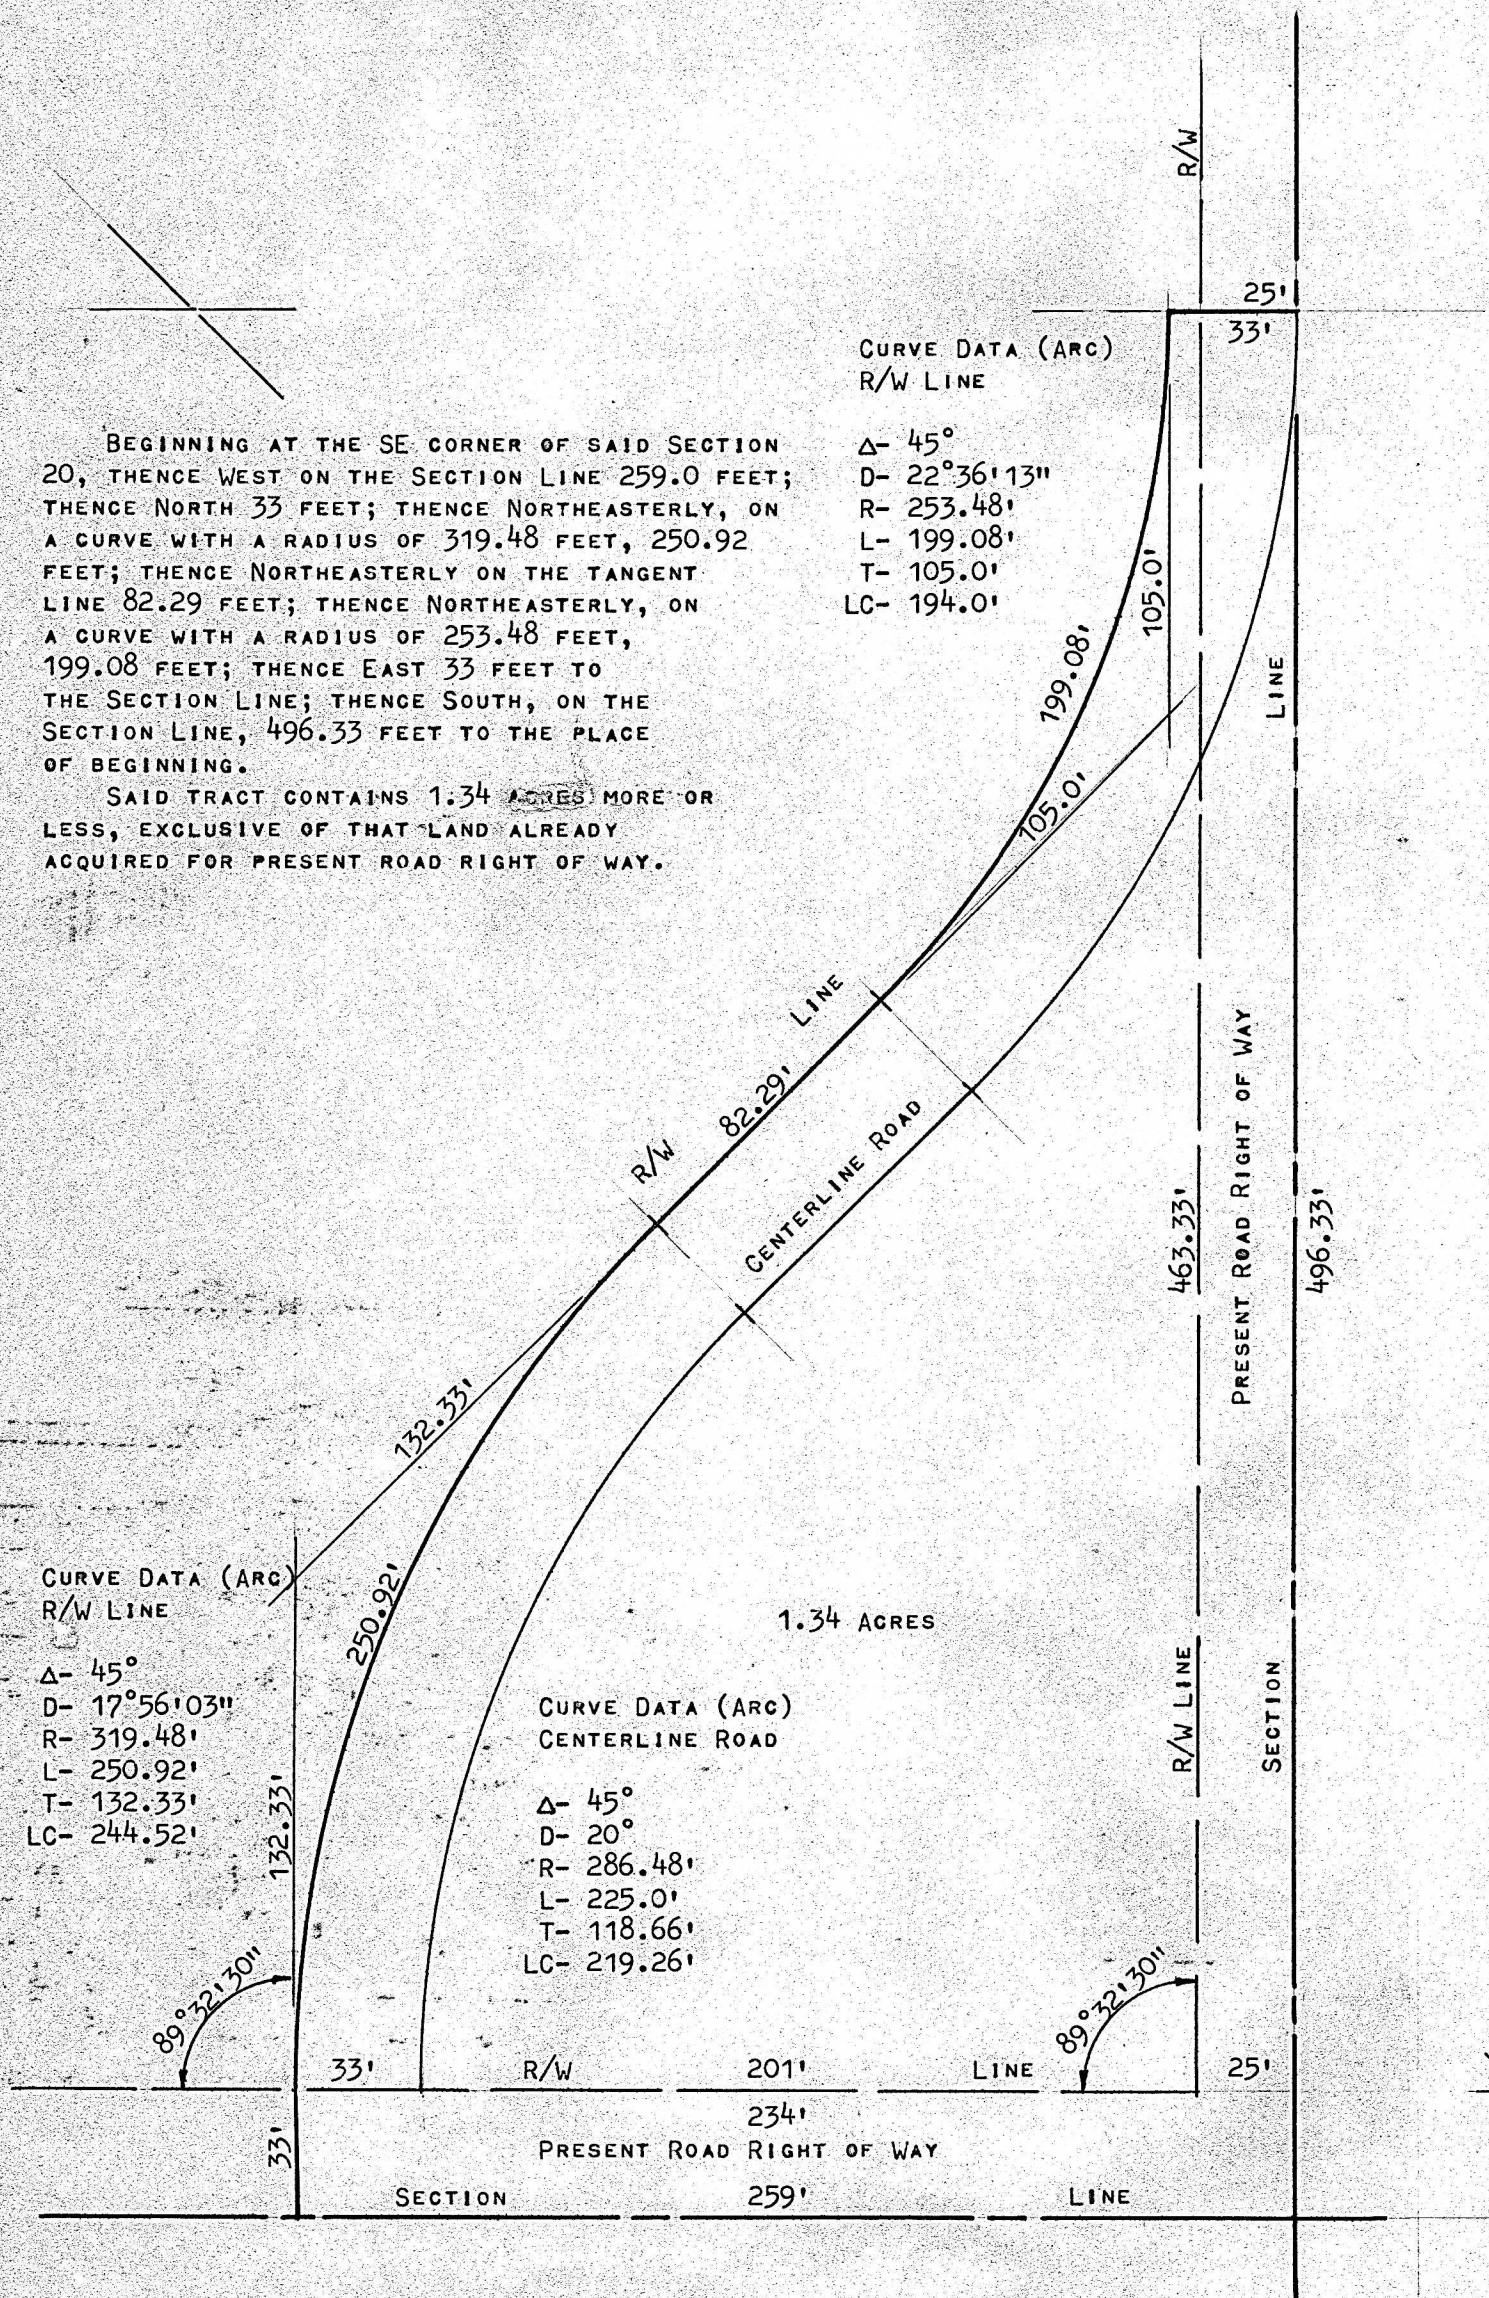 R/W
25'
33'
CURVE DATA (ARC)
R/W LINE
Δ- 45°
D- 22°36'13"
R- 253.48'
L- 199.08'
T- 105.0'
LC- 194.0'
BEGINNING AT THE SE CORNER OF SAID SECTION
20, THENCE WEST ON THE SECTION LINE 259.0 FEET;
THENCE NORTH 33 FEET; THENCE NORTHEASTERLY, ON
A CURVE WITH A RADIUS OF 319.48 FEET, 250.92
FEET; THENCE NORTHEASTERLY ON THE TANGENT
LINE 82.29 FEET; THENCE NORTHEASTERLY, ON
A CURVE WITH A RADIUS OF 253.48 FEET,
199.08 FEET; THENCE EAST 33 FEET TO
THE SECTION LINE; THENCE SOUTH, ON THE
SECTION LINE, 496.33 FEET TO THE PLACE
OF BEGINNING.
SAID TRACT CONTAINS 1.34 ACRES MORE OR
LESS, EXCLUSIVE OF THAT LAND ALREADY
ACQUIRED FOR PRESENT ROAD RIGHT OF WAY.
105.0'
199.08'
105.0'
LINE
R/W LINE
82.29'
CENTERLINE ROAD
463.33'
PRESENT ROAD RIGHT OF WAY
496.33'
132.33'
250.92'
132.33'
CURVE DATA (ARC)
R/W LINE
Δ- 45°
D- 17°56'03"
R- 319.48'
L- 250.92'
T- 132.33'
LC- 244.52'
1.34 ACRES
CURVE DATA (ARC)
CENTERLINE ROAD
Δ- 45°
D- 20°
R- 286.48'
L- 225.0'
T- 118.66'
LC- 219.26'
R/W LINE
SECTION
89°32'30"
89°32'30"
33' R/W 201' LINE 25'
234'
33'
PRESENT ROAD RIGHT OF WAY
SECTION 259' LINE